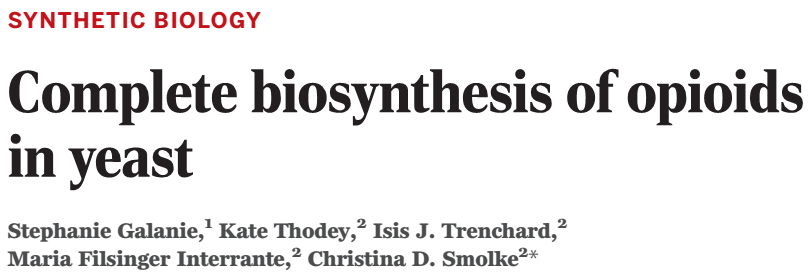 SYNTHETIC BIOLOGY
Complete biosynthesis of opioids
in yeast
Stephanie Galanie,¹ Kate Thodey,² Isis J. Trenchard,²
Maria Filsinger Interrante,² Christina D. Smolke²*